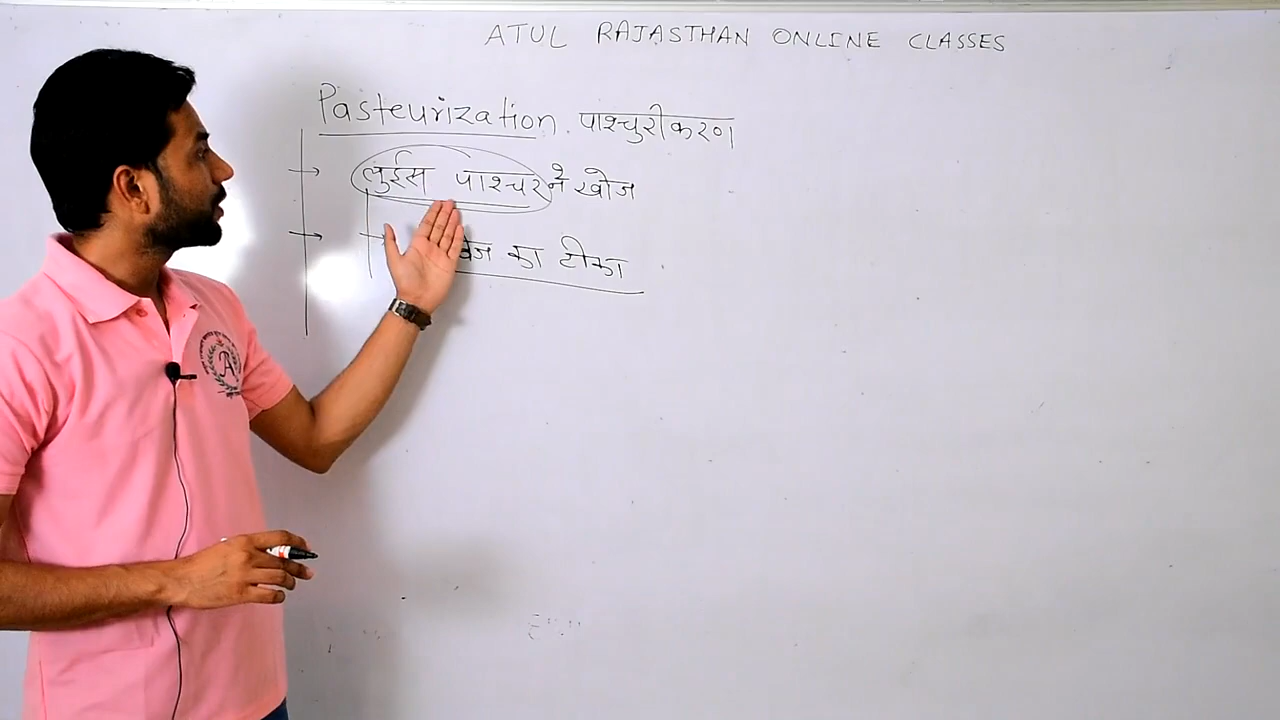 ATUL RAJASTHAN ONLINE CLASSES
Pasteurization पाश्चुरीकरण
→ लुईस पाश्चर ने खोज
→ → का टीका
A